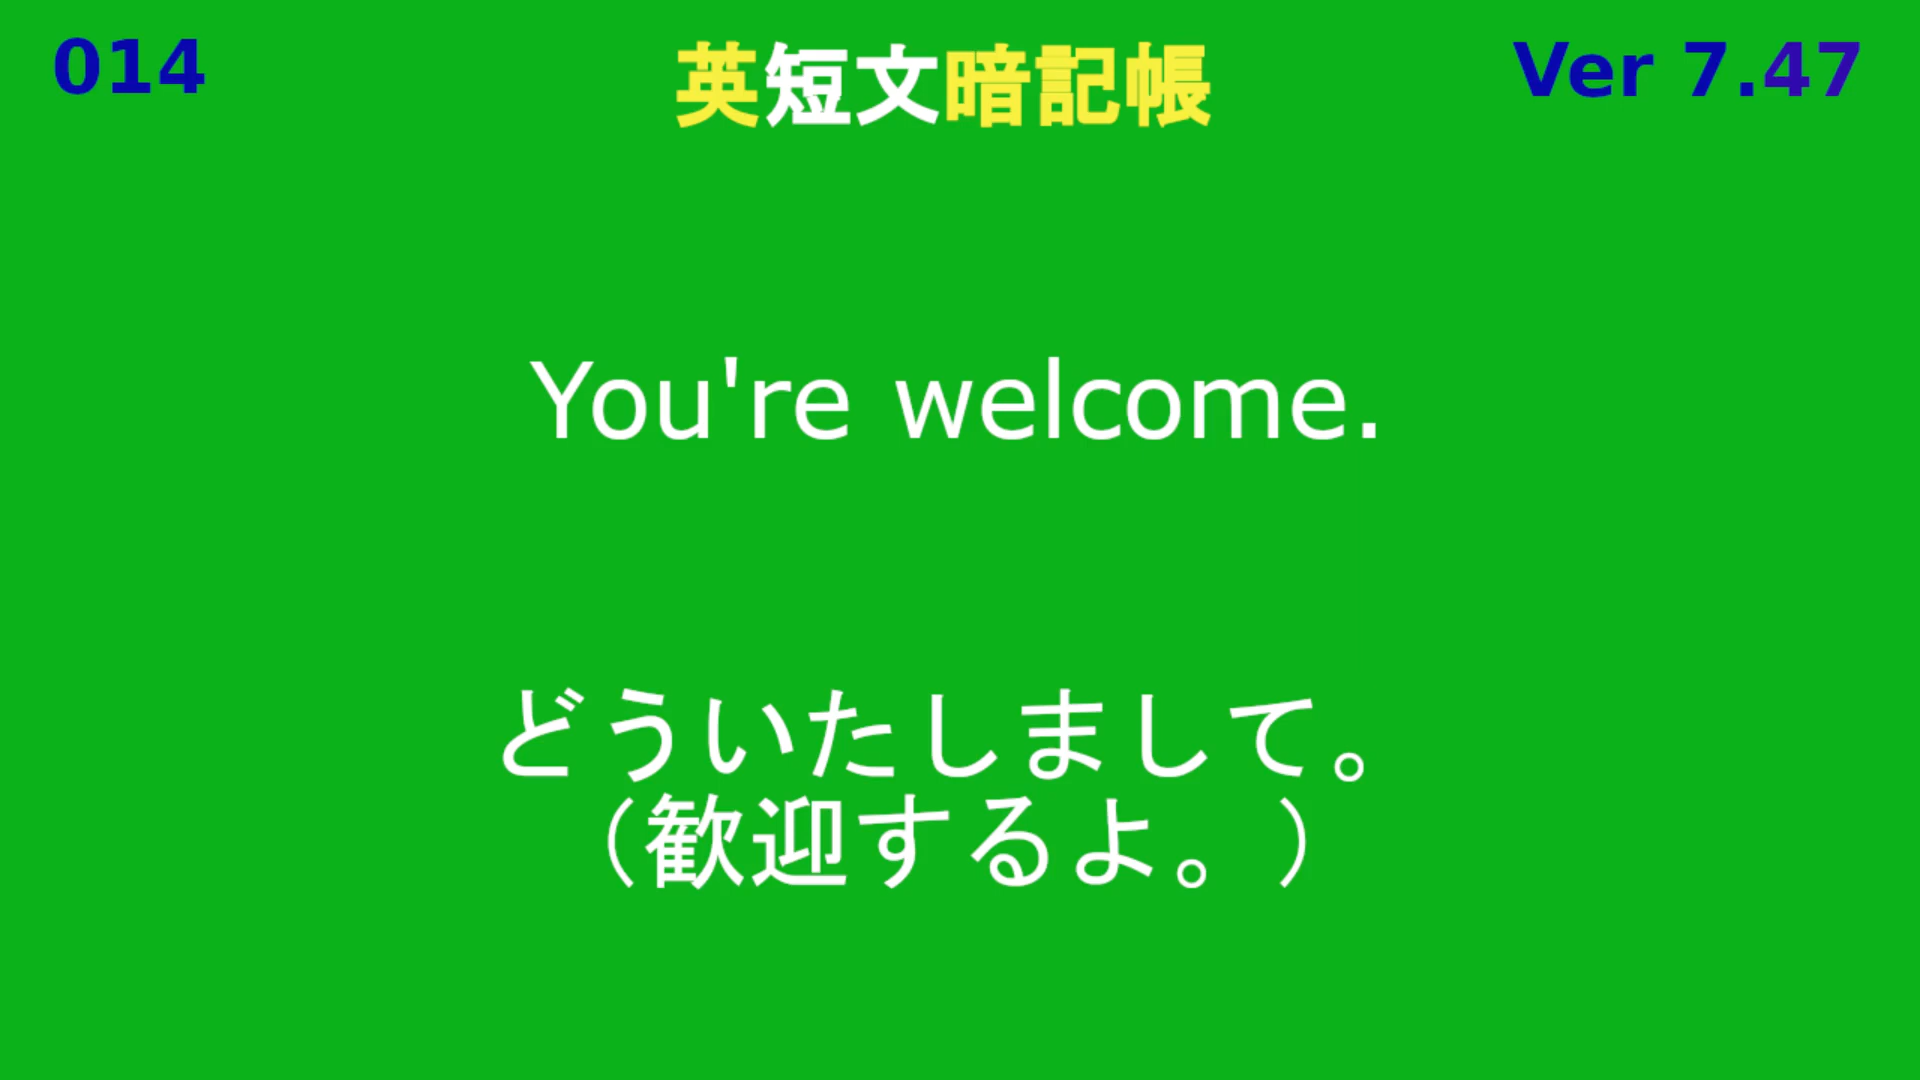 014
英短文暗記帳
Ver 7.47
You're welcome.
どういたしまして。
（歓迎するよ。）